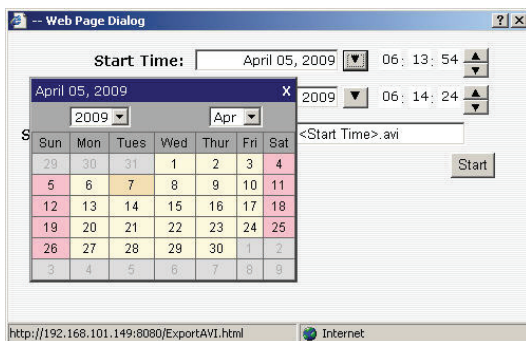 -- Web Page Dialog
Start Time: April 05, 2009 06: 13: 54
April 05, 2009 X
2009 06: 14: 24
2009 Apr
S <Start Time>.avi
Sun Mon Tues Wed Thur Fri Sat
Start
29 30 31 1 2 3 4
5 6 7 8 9 10 11
12 13 14 15 16 17 18
19 20 21 22 23 24 25
26 27 28 29 30 1 2
3 4 5 6 7 8 9
http://192.168.101.149:8080/ExportAVI.html Internet